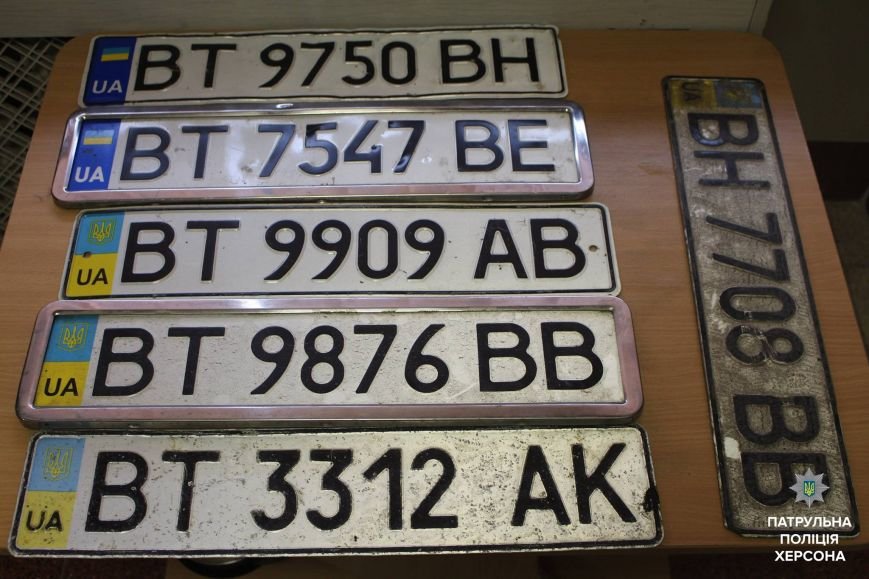 UA BT 9750 BH
UA BT 7547 BE
UA BT 9909 AB
UA BT 9876 BB
UA BT 3312 AK
UA BH 7708 BB
ПАТРУЛЬНА
ПОЛІЦІЯ
ХЕРСОНА